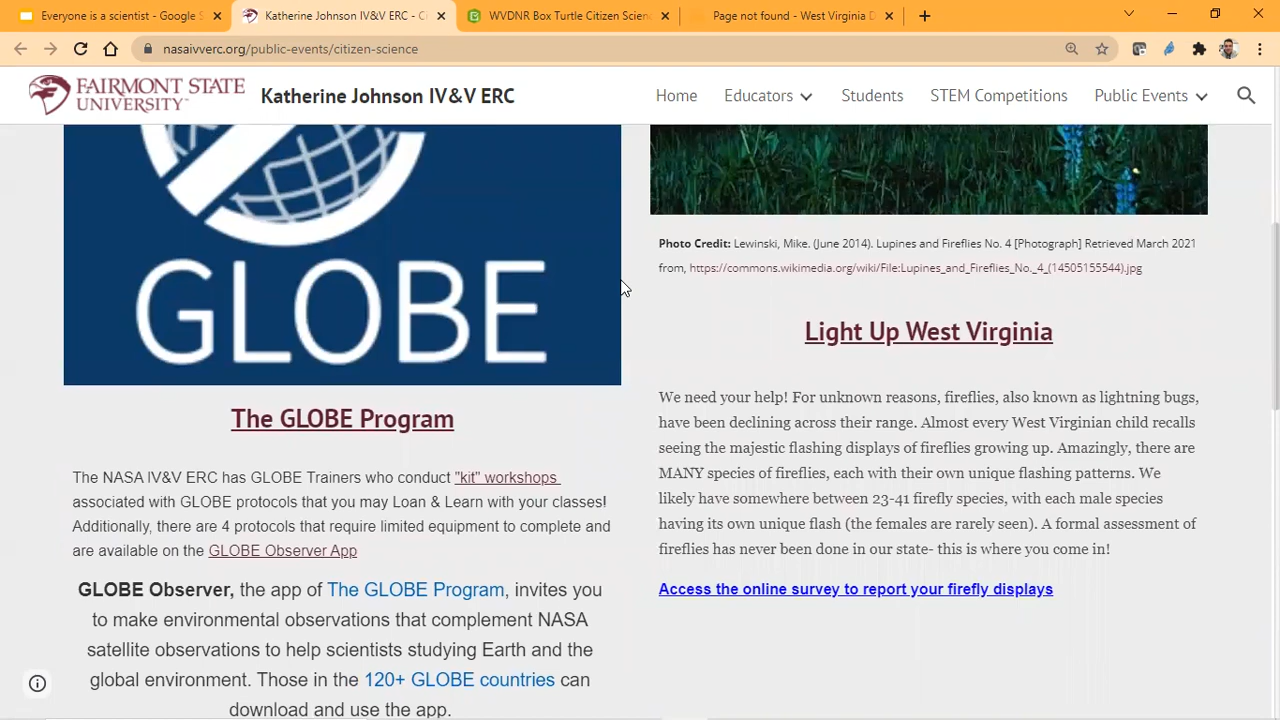 Everyone is a scientist - Google S
Katherine Johnson IV&V ERC - Ci
WVDNR Box Turtle Citizen Scienc
Page not found - West Virginia D
nasaivverc.org/public-events/citizen-science
FAIRMONT STATE
UNIVERSITY™
Katherine Johnson IV&V ERC
Home
Educators
Students
STEM Competitions
Public Events
GLOBE
The GLOBE Program
The NASA IV&V ERC has GLOBE Trainers who conduct "kit" workshops
associated with GLOBE protocols that you may Loan & Learn with your classes!
Additionally, there are 4 protocols that require limited equipment to complete and
are available on the GLOBE Observer App
GLOBE Observer, the app of The GLOBE Program, invites you
to make environmental observations that complement NASA
satellite observations to help scientists studying Earth and the
global environment. Those in the 120+ GLOBE countries can
download and use the app.
Photo Credit: Lewinski, Mike. (June 2014). Lupines and Fireflies No. 4 [Photograph] Retrieved March 2021
from, https://commons.wikimedia.org/wiki/File:Lupines_and_Fireflies_No._4_(14505155544).jpg
Light Up West Virginia
We need your help! For unknown reasons, fireflies, also known as lightning bugs,
have been declining across their range. Almost every West Virginian child recalls
seeing the majestic flashing displays of fireflies growing up. Amazingly, there are
MANY species of fireflies, each with their own unique flashing patterns. We
likely have somewhere between 23-41 firefly species, with each male species
having its own unique flash (the females are rarely seen). A formal assessment of
fireflies has never been done in our state- this is where you come in!
Access the online survey to report your firefly displays